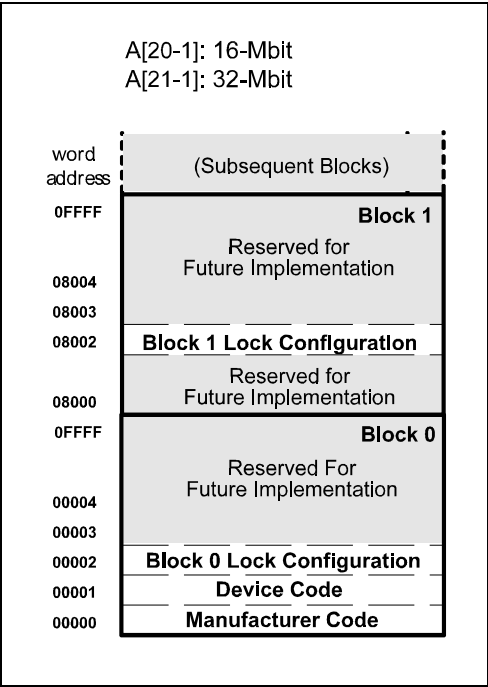 A[20-1]: 16-Mbit
A[21-1]: 32-Mbit
word
address
(Subsequent Blocks)
0FFFF
Block 1
Reserved for
Future Implementation
08004
08003
08002
Block 1 Lock Configuration
Reserved for
Future Implementation
08000
0FFFF
Block 0
Reserved For
Future Implementation
00004
00003
00002
Block 0 Lock Configuration
00001
Device Code
00000
Manufacturer Code